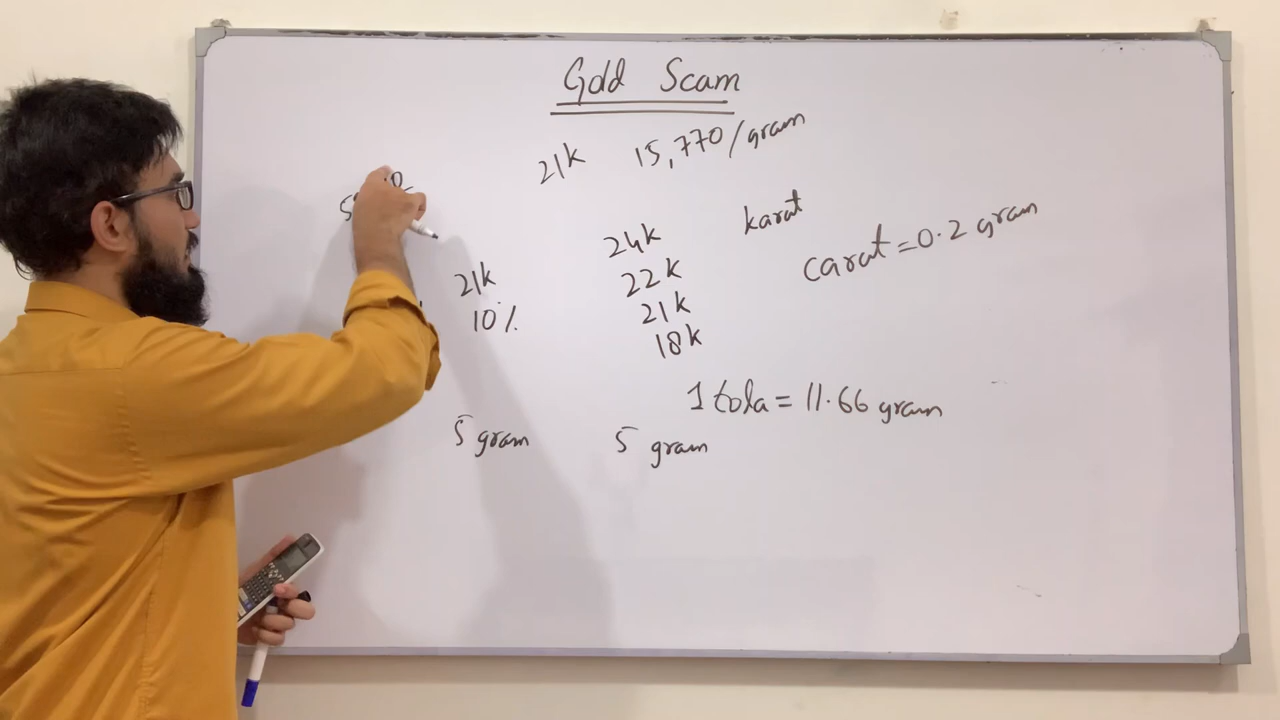 Gold Scam
21k 15,770/gram
24k karat
22k carat=0.2 gram
21k
21k
10%
18k
1 tola = 11.66 gram
5 gram 5 gram